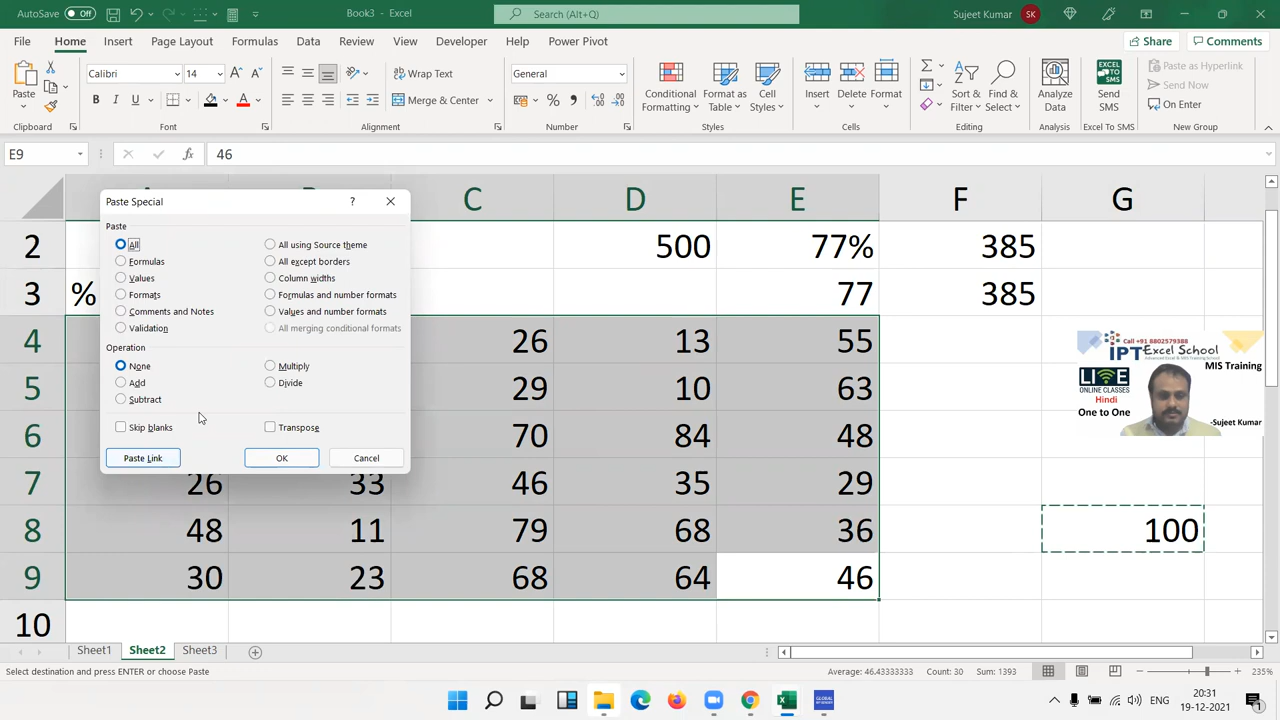 AutoSave Off Book3 - Excel Search (Alt+Q) Sujeet Kumar SK
File Home Insert Page Layout Formulas Data Review View Developer Help Power Pivot Share Comments
Paste Calibri 14 Wrap Text General Conditional Formatting Format as Table Cell Styles Insert Delete Format Sort & Filter Find & Select Analyze Data Send SMS Paste as Hyperlink
Send Now
B I U A Merge & Center On Enter
Clipboard Font Alignment Number Styles Cells Editing Analysis Excel To SMS New Group
E9 fx 46
C D E F G
2 500 77% 385
3 % 77 385
4 26 13 55
5 29 10 63
6 70 84 48
7 26 33 46 35 29
8 48 11 79 68 36 100
9 30 23 68 64 46
10
Paste Special ?
Paste
All All using Source theme
Formulas All except borders
Values Column widths
Formats Formulas and number formats
Comments and Notes Values and number formats
Validation All merging conditional formats
Operation
None Multiply
Add Divide
Subtract
Skip blanks Transpose
Paste Link OK Cancel
Call +91 8802579388
IPT Excel School
Advanced Excel & MIS Training School
MIS Training
LIVE
ONLINE CLASSES
Hindi
One to One
-Sujeet Kumar
Sheet1 Sheet2 Sheet3
Select destination and press ENTER or choose Paste Average: 46.43333333 Count: 30 Sum: 1393 235%
ENG 20:31
19-12-2021